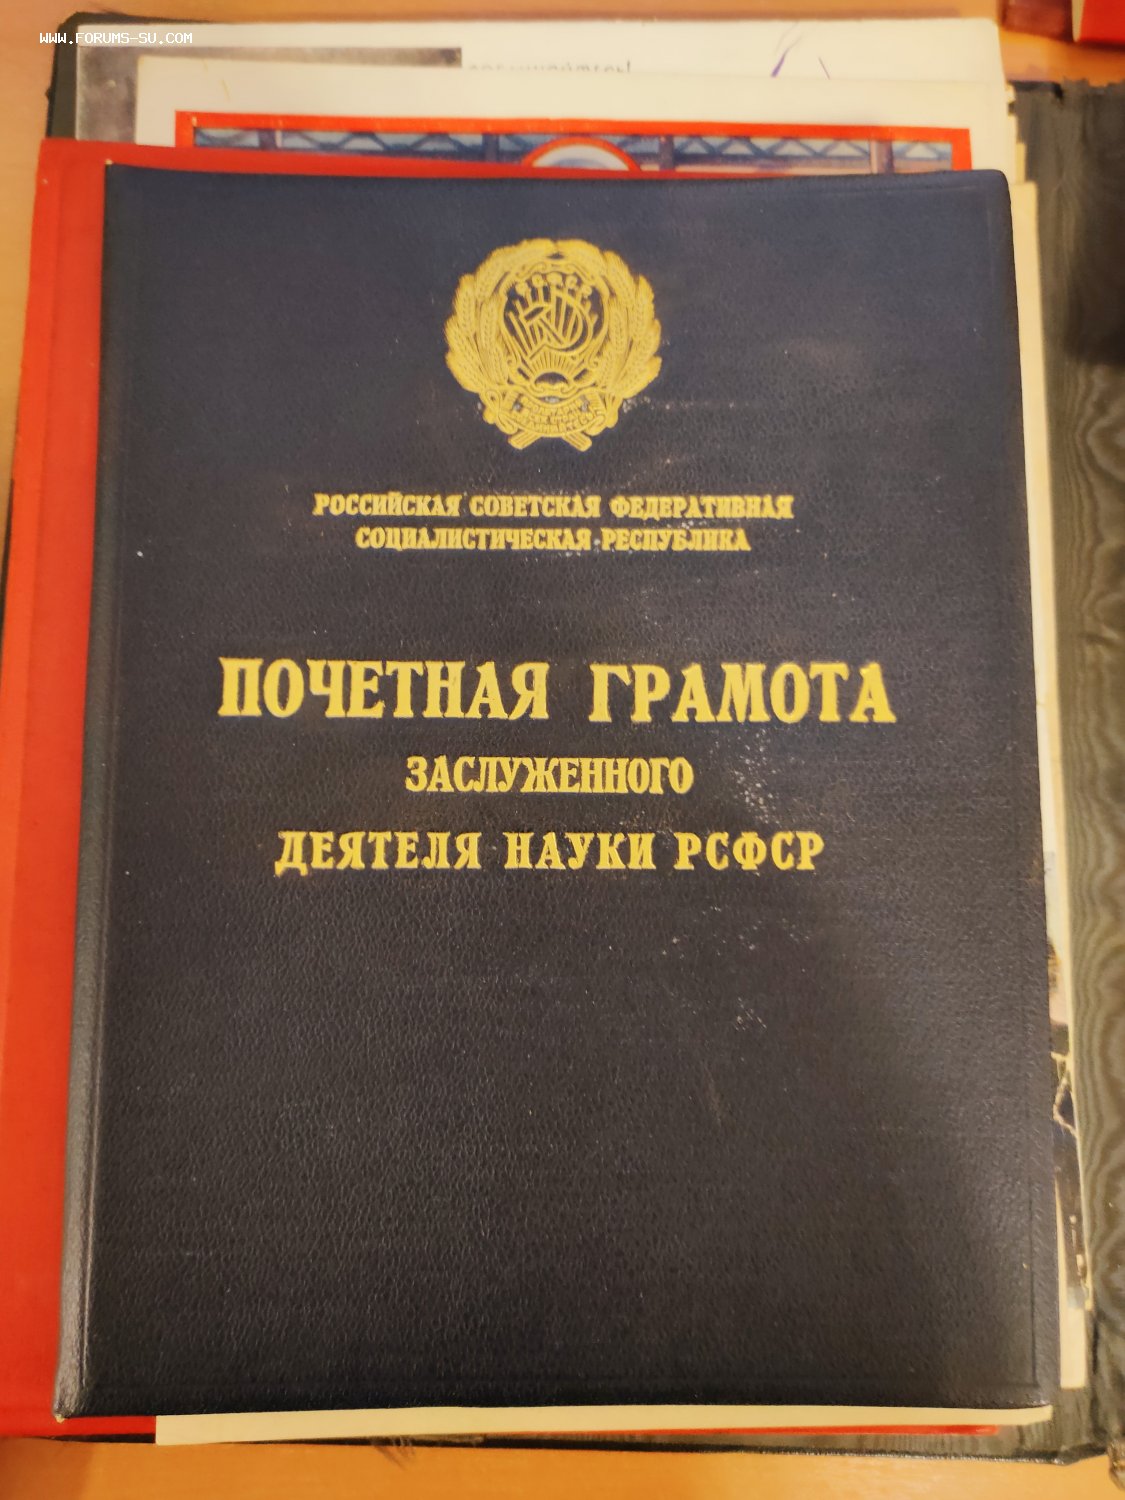 WWW.FORUMS-SU.COM
РОССИЙСКАЯ СОВЕТСКАЯ ФЕДЕРАТИВНАЯ
СОЦИАЛИСТИЧЕСКАЯ РЕСПУБЛИКА
ПОЧЕТНАЯ ГРАМОТА
ЗАСЛУЖЕННОГО
ДЕЯТЕЛЯ НАУКИ РСФСР